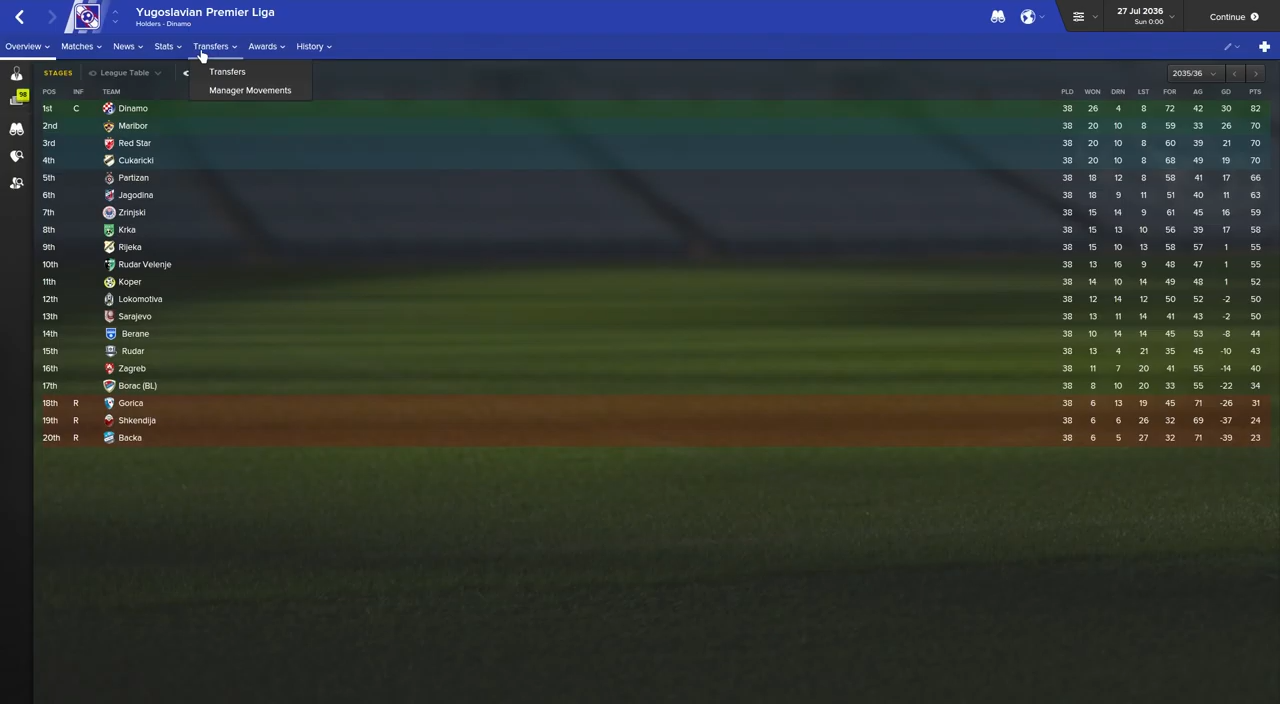 Yugoslavian Premier Liga
Holders - Dinamo
27 Jul 2036
Sun 0:00
Continue
Overview Matches News Stats Transfers Awards History
STAGES League Table
2035/36
Transfers
Manager Movements
98
POS INF TEAM PLD WON DRN LST FOR AG GD PTS
1st C Dinamo 38 26 4 8 72 42 30 82
2nd Maribor 38 20 10 8 59 33 26 70
3rd Red Star 38 20 10 8 60 39 21 70
4th Cukaricki 38 20 10 8 68 49 19 70
5th Partizan 38 18 12 8 58 41 17 66
6th Jagodina 38 18 9 11 51 40 11 63
7th Zrinjski 38 15 14 9 61 45 16 59
8th Krka 38 15 13 10 56 39 17 58
9th Rijeka 38 15 10 13 58 57 1 55
10th Rudar Velenje 38 13 16 9 48 47 1 55
11th Koper 38 14 10 14 49 48 1 52
12th Lokomotiva 38 12 14 12 50 52 -2 50
13th Sarajevo 38 13 11 14 41 43 -2 50
14th Berane 38 10 14 14 45 53 -8 44
15th Rudar 38 13 4 21 35 45 -10 43
16th Zagreb 38 11 7 20 41 55 -14 40
17th Borac (BL) 38 8 10 20 33 55 -22 34
18th R Gorica 38 6 13 19 45 71 -26 31
19th R Shkendija 38 6 6 26 32 69 -37 24
20th R Backa 38 6 5 27 32 71 -39 23